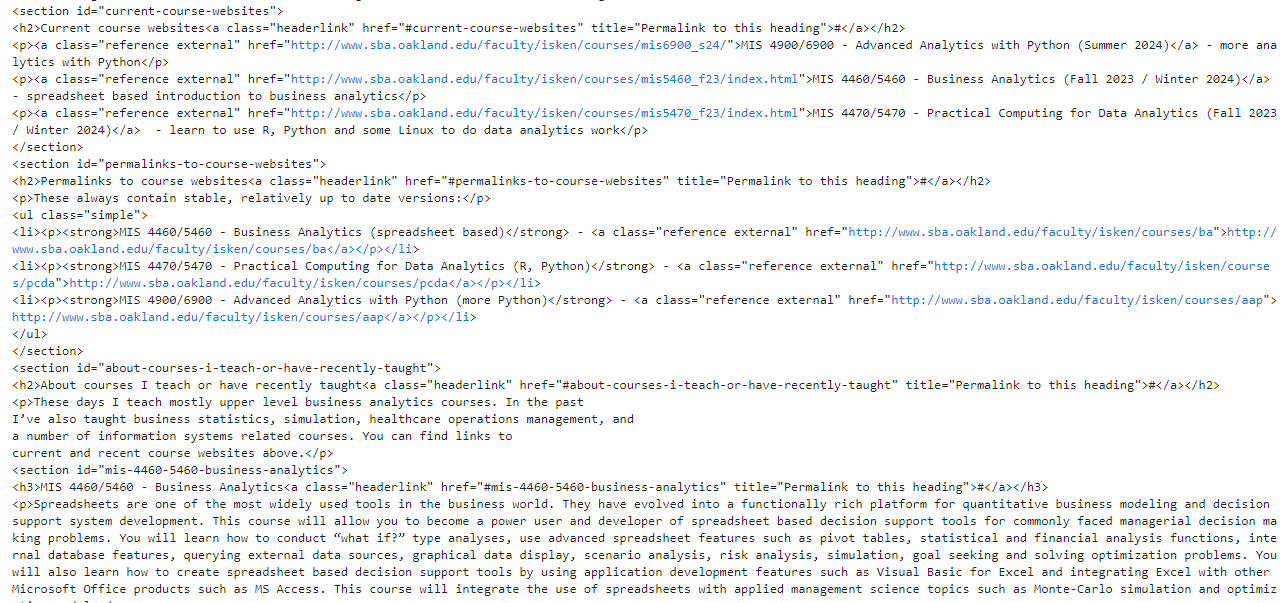 <section id="current-course-websites">
<h2>Current course websites<a class="headerlink" href="#current-course-websites" title="Permalink to this heading">#</a></h2>
<p><a class="reference external" href="http://www.sba.oakland.edu/faculty/isken/courses/mis6900_s24/">MIS 4900/6900 - Advanced Analytics with Python (Summer 2024)</a> - more ana
lytics with Python</p>
<p><a class="reference external" href="http://www.sba.oakland.edu/faculty/isken/courses/mis5460_f23/index.html">MIS 4460/5460 - Business Analytics (Fall 2023 / Winter 2024)</a>
- spreadsheet based introduction to business analytics</p>
<p><a class="reference external" href="http://www.sba.oakland.edu/faculty/isken/courses/mis5470_f23/index.html">MIS 4470/5470 - Practical Computing for Data Analytics (Fall 2023
/ Winter 2024)</a>  - learn to use R, Python and some Linux to do data analytics work</p>
</section>
<section id="permalinks-to-course-websites">
<h2>Permalinks to course websites<a class="headerlink" href="#permalinks-to-course-websites" title="Permalink to this heading">#</a></h2>
<p>These always contain stable, relatively up to date versions:</p>
<ul class="simple">
<li><p><strong>MIS 4460/5460 - Business Analytics (spreadsheet based)</strong> - <a class="reference external" href="http://www.sba.oakland.edu/faculty/isken/courses/ba">http://
www.sba.oakland.edu/faculty/isken/courses/ba</a></p></li>
<li><p><strong>MIS 4470/5470 - Practical Computing for Data Analytics (R, Python)</strong> - <a class="reference external" href="http://www.sba.oakland.edu/faculty/isken/course
s/pcda">http://www.sba.oakland.edu/faculty/isken/courses/pcda</a></p></li>
<li><p><strong>MIS 4900/6900 - Advanced Analytics with Python (more Python)</strong> - <a class="reference external" href="http://www.sba.oakland.edu/faculty/isken/courses/aap">
http://www.sba.oakland.edu/faculty/isken/courses/aap</a></p></li>
</ul>
</section>
<section id="about-courses-i-teach-or-have-recently-taught">
<h2>About courses I teach or have recently taught<a class="headerlink" href="#about-courses-i-teach-or-have-recently-taught" title="Permalink to this heading">#</a></h2>
<p>These days I teach mostly upper level business analytics courses. In the past
I’ve also taught business statistics, simulation, healthcare operations management, and
a number of information systems related courses. You can find links to
current and recent course websites above.</p>
<section id="mis-4460-5460-business-analytics">
<h3>MIS 4460/5460 - Business Analytics<a class="headerlink" href="#mis-4460-5460-business-analytics" title="Permalink to this heading">#</a></h3>
<p>Spreadsheets are one of the most widely used tools in the business world. They have evolved into a functionally rich platform for quantitative business modeling and decision
support system development. This course will allow you to become a power user and developer of spreadsheet based decision support tools for commonly faced managerial decision ma
king problems. You will learn how to conduct “what if?” type analyses, use advanced spreadsheet features such as pivot tables, statistical and financial analysis functions, inte
rnal database features, querying external data sources, graphical data display, scenario analysis, risk analysis, simulation, goal seeking and solving optimization problems. You
will also learn how to create spreadsheet based decision support tools by using application development features such as Visual Basic for Excel and integrating Excel with other
Microsoft Office products such as MS Access. This course will integrate the use of spreadsheets with applied management science topics such as Monte-Carlo simulation and optimiz